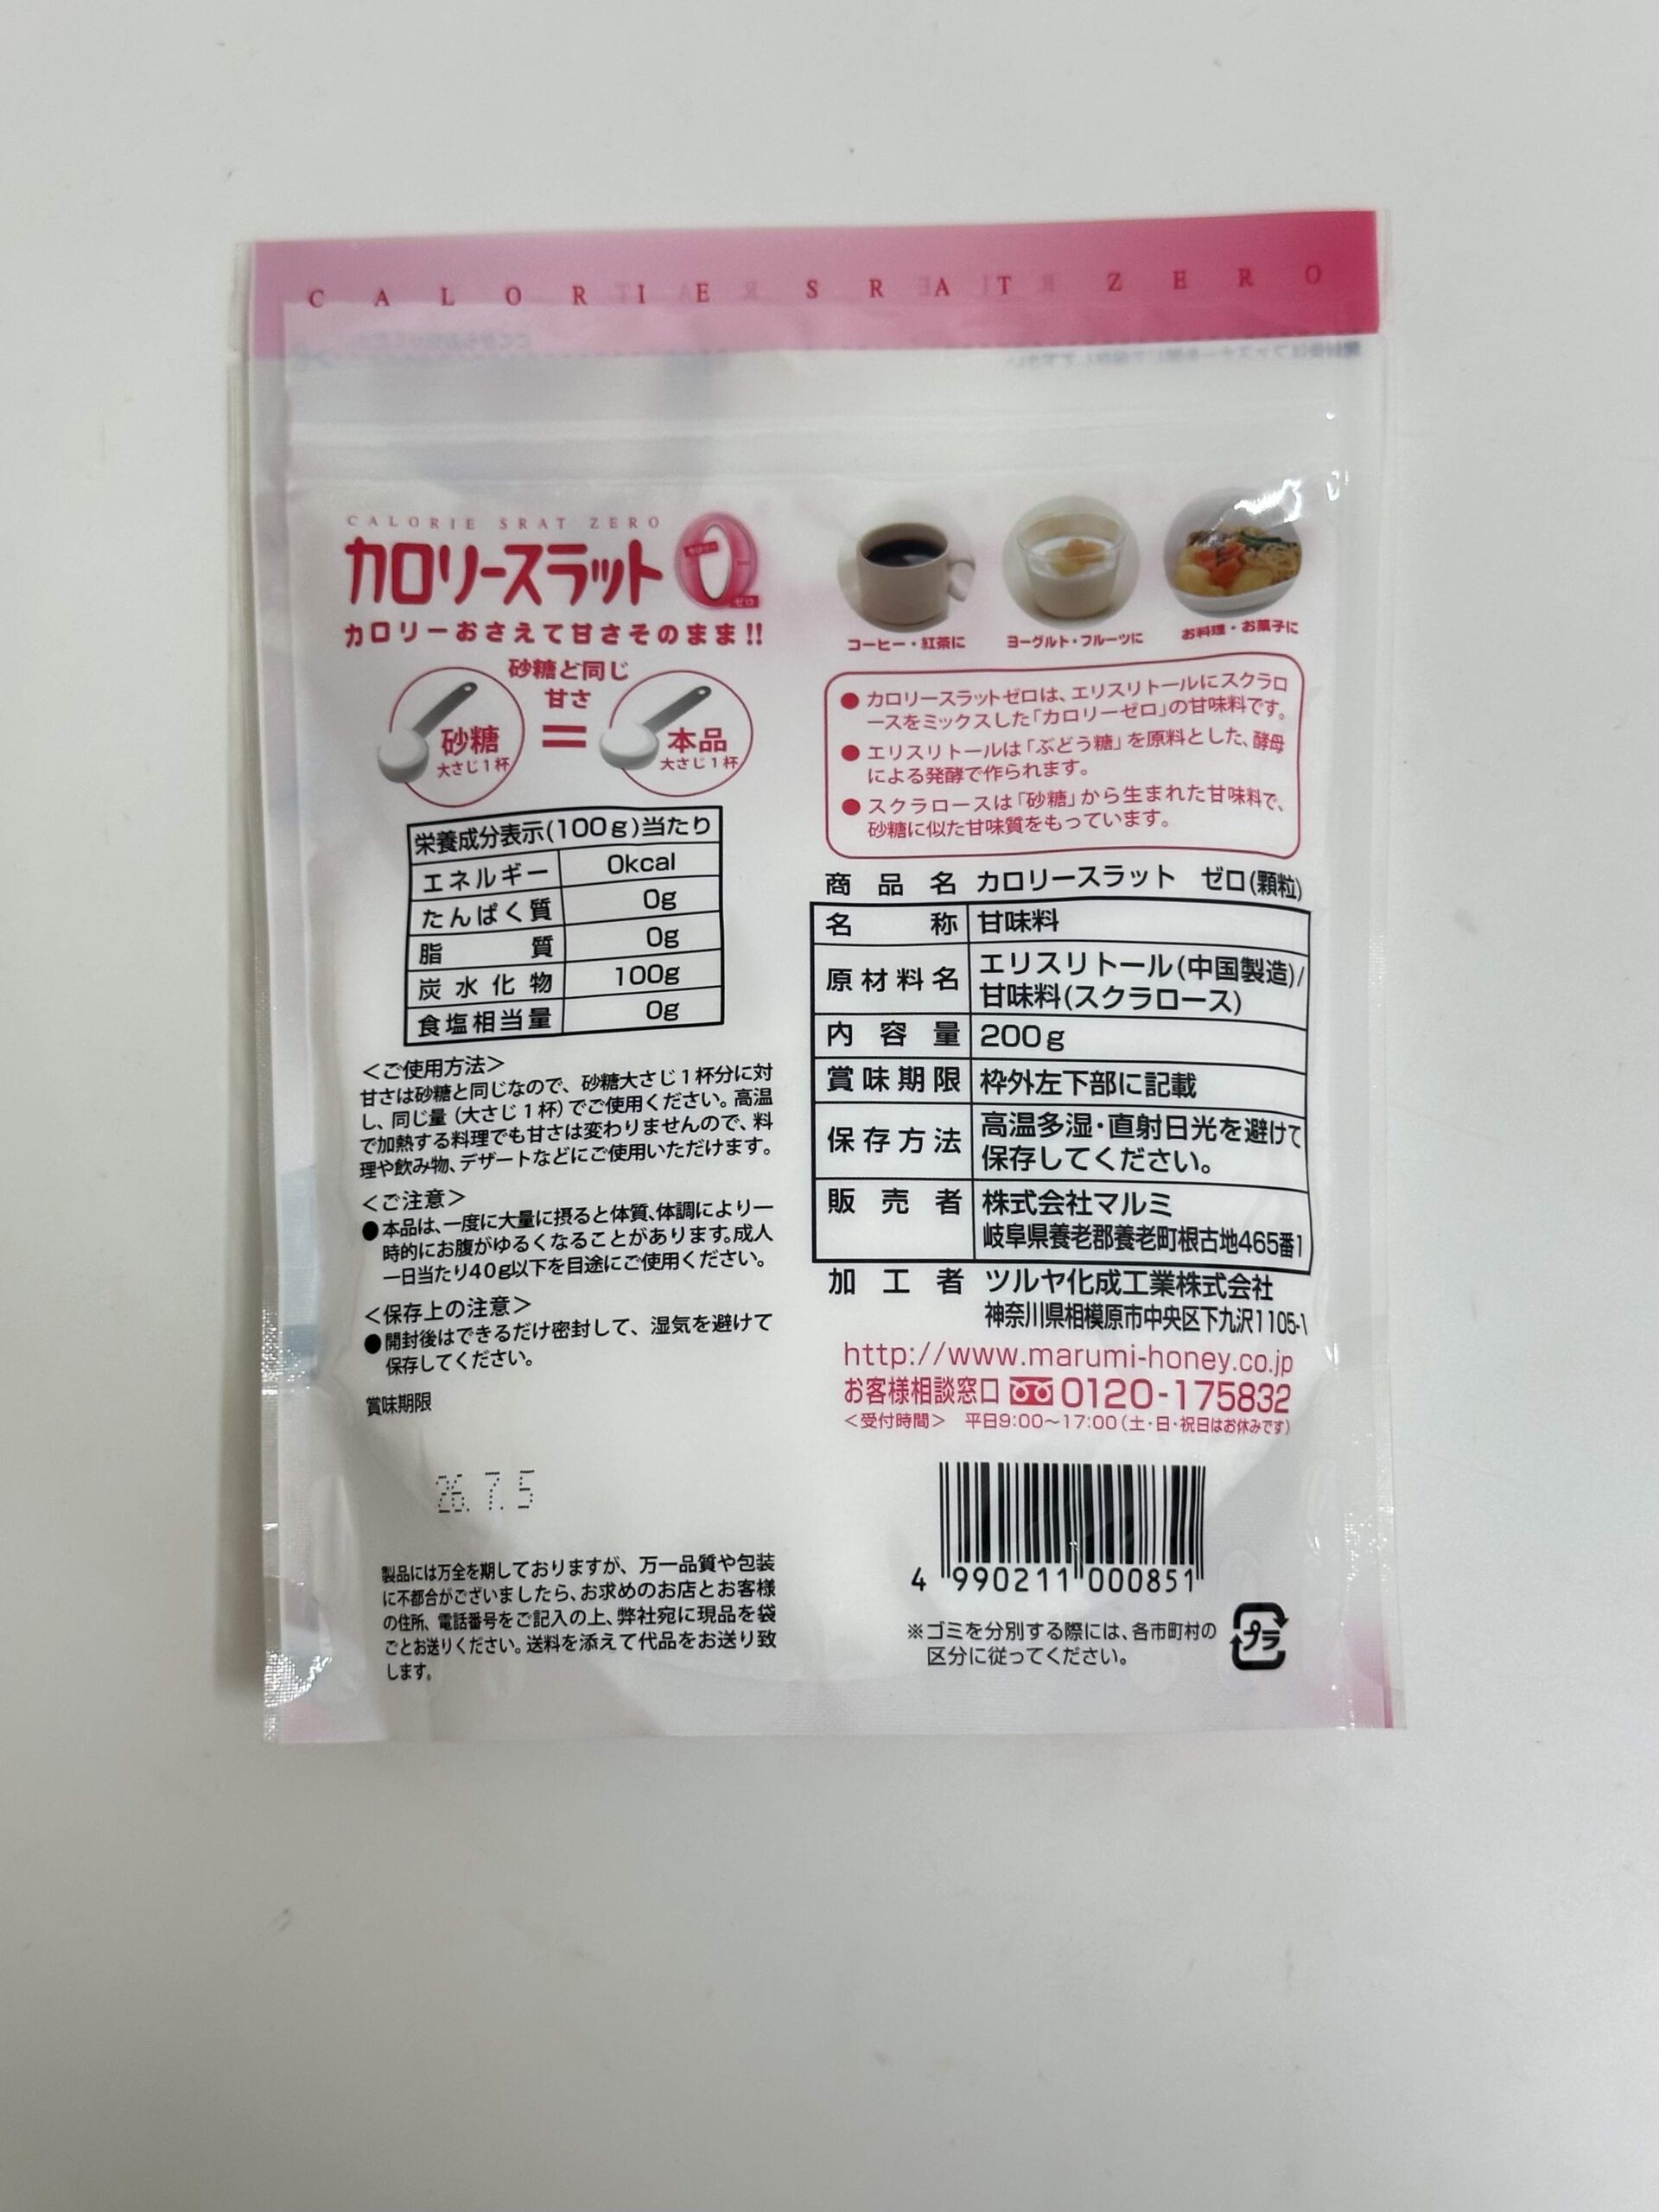 CALORIE SRAT ZERO
CALORIE SRAT ZERO
カロリースラット
カロリー
ゼロ
カロリーおさえて甘さそのまま!!
砂糖と同じ
甘さ
砂糖
大さじ1杯
=
本品
大さじ1杯
栄養成分表示(100g)当たり
エネルギー 0kcal
たんぱく質 0g
脂質 0g
炭水化物 100g
食塩相当量 0g
<ご使用方法>
甘さは砂糖と同じなので、砂糖大さじ1杯分に対
し、同じ量(大さじ1杯)でご使用ください。高温
で加熱する料理でも甘さは変わりませんので、料
理や飲み物、デザートなどにご使用いただけます。
<ご注意>
●本品は、一度に大量に摂ると体質、体調により一
時的にお腹がゆるくなることがあります。成人
一日当たり40g以下を目途にご使用ください。
<保存上の注意>
●開封後はできるだけ密封して、湿気を避けて
保存してください。
賞味期限
26.7.5
製品には万全を期しておりますが、万一品質や包装
に不都合がございましたら、お求めのお店とお客様
の住所、電話番号をご記入の上、弊社宛に現品を袋
ごとお送りください。送料を添えて代品をお送り致
します。
コーヒー・紅茶に
ヨーグルト・フルーツに
お料理・お菓子に
●カロリースラットゼロは、エリスリトールにスクラロ
ースをミックスした「カロリーゼロ」の甘味料です。
●エリスリトールは「ぶどう糖」を原料とした、酵母
による発酵で作られます。
●スクラロースは「砂糖」から生まれた甘味料で、
砂糖に似た甘味質をもっています。
商品名 カロリースラット ゼロ(顆粒)
名称 甘味料
原材料名 エリスリトール(中国製造)/
甘味料(スクラロース)
内容量 200g
賞味期限 枠外左下部に記載
保存方法 高温多湿・直射日光を避けて
保存してください。
販売者 株式会社マルミ
岐阜県養老郡養老町根古地465番1
加工者 ツルヤ化成工業株式会社
神奈川県相模原市中央区下九沢1105-1
http://www.marumi-honey.co.jp
お客様相談窓口 0120-175832
<受付時間> 平日9:00~17:00(土・日・祝日はお休みです)
4 990211 000851
※ゴミを分別する際には、各市町村の
区分に従ってください。
プラ